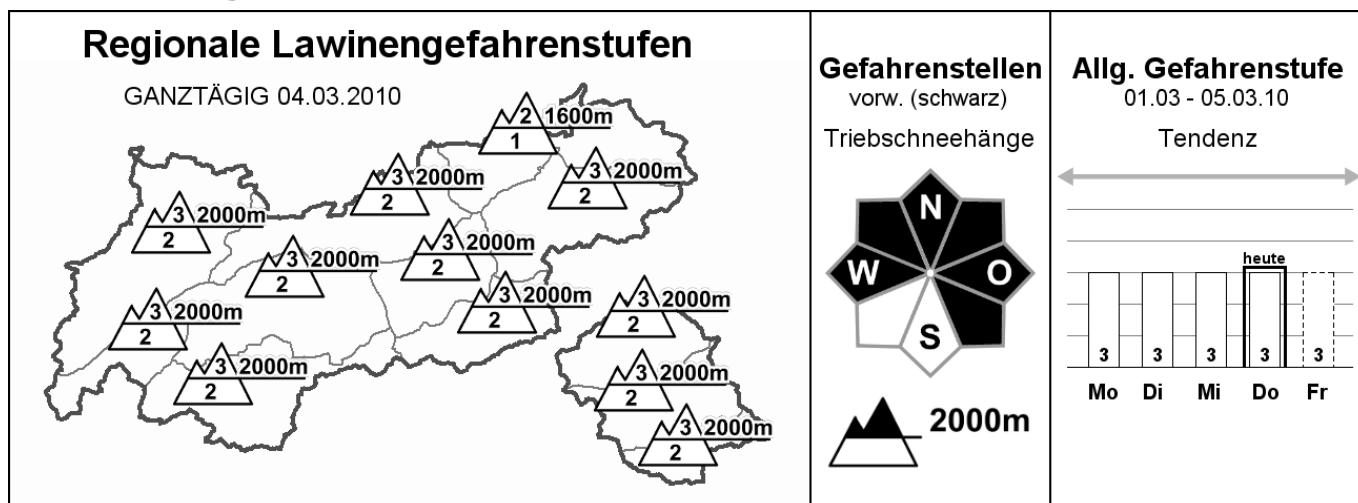 Regionale Lawinengefahrenstufen
GANZTÄGIG 04.03.2010
2 1600m
1
3 2000m
2
3 2000m
2
3 2000m
2
3 2000m
2
3 2000m
2
3 2000m
2
3 2000m
2
3 2000m
2
3 2000m
2
3 2000m
2
3 2000m
2
Gefahrenstellen
vorw. (schwarz)
Triebschneehänge
N
W O
S
2000m
Allg. Gefahrenstufe
01.03 - 05.03.10
Tendenz
heute
3 3 3 3 3
Mo Di Mi Do Fr